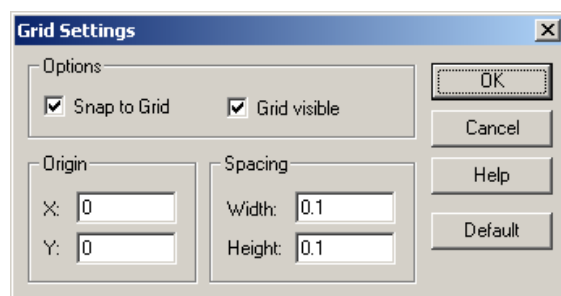 Grid Settings
Options
Snap to Grid
Grid visible
Origin
X: 0
Y: 0
Spacing
Width: 0.1
Height: 0.1
OK
Cancel
Help
Default